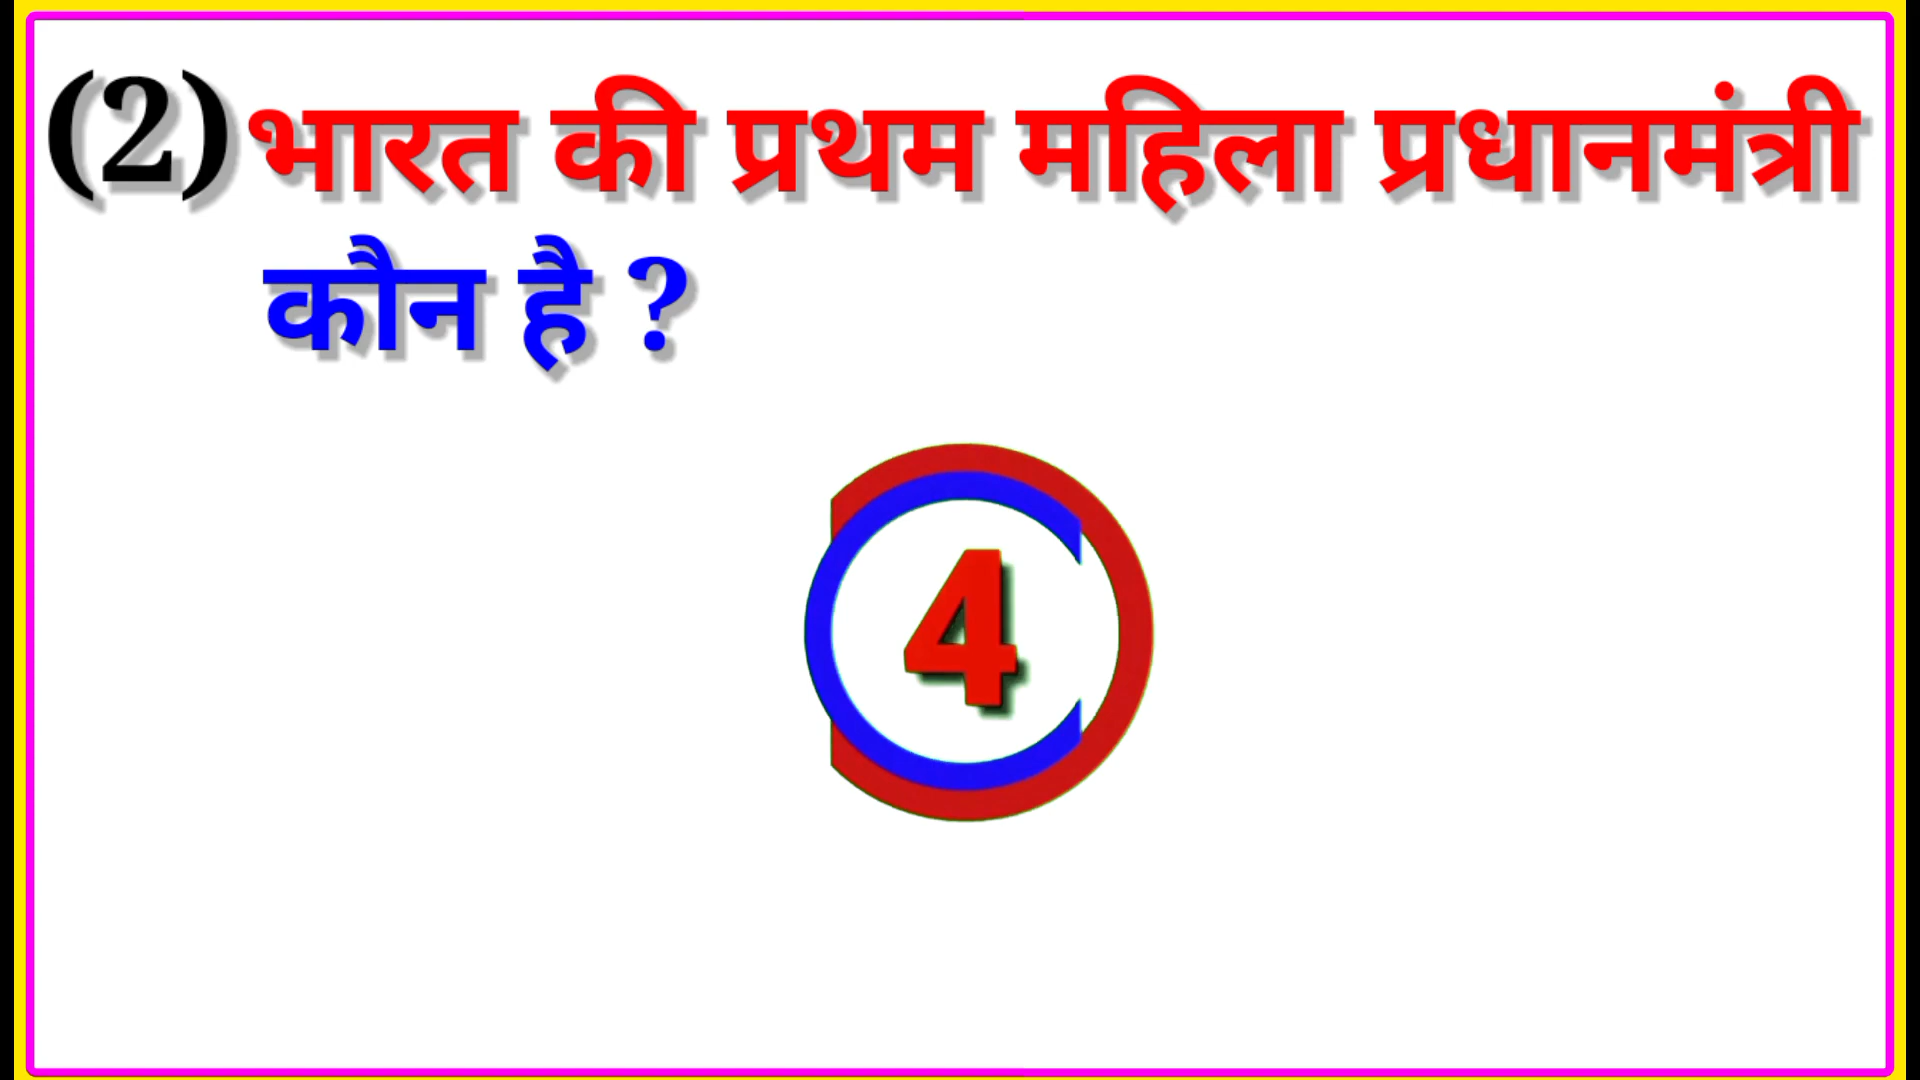 (2) भारत की प्रथम महिला प्रधानमंत्री
कौन है ?
4